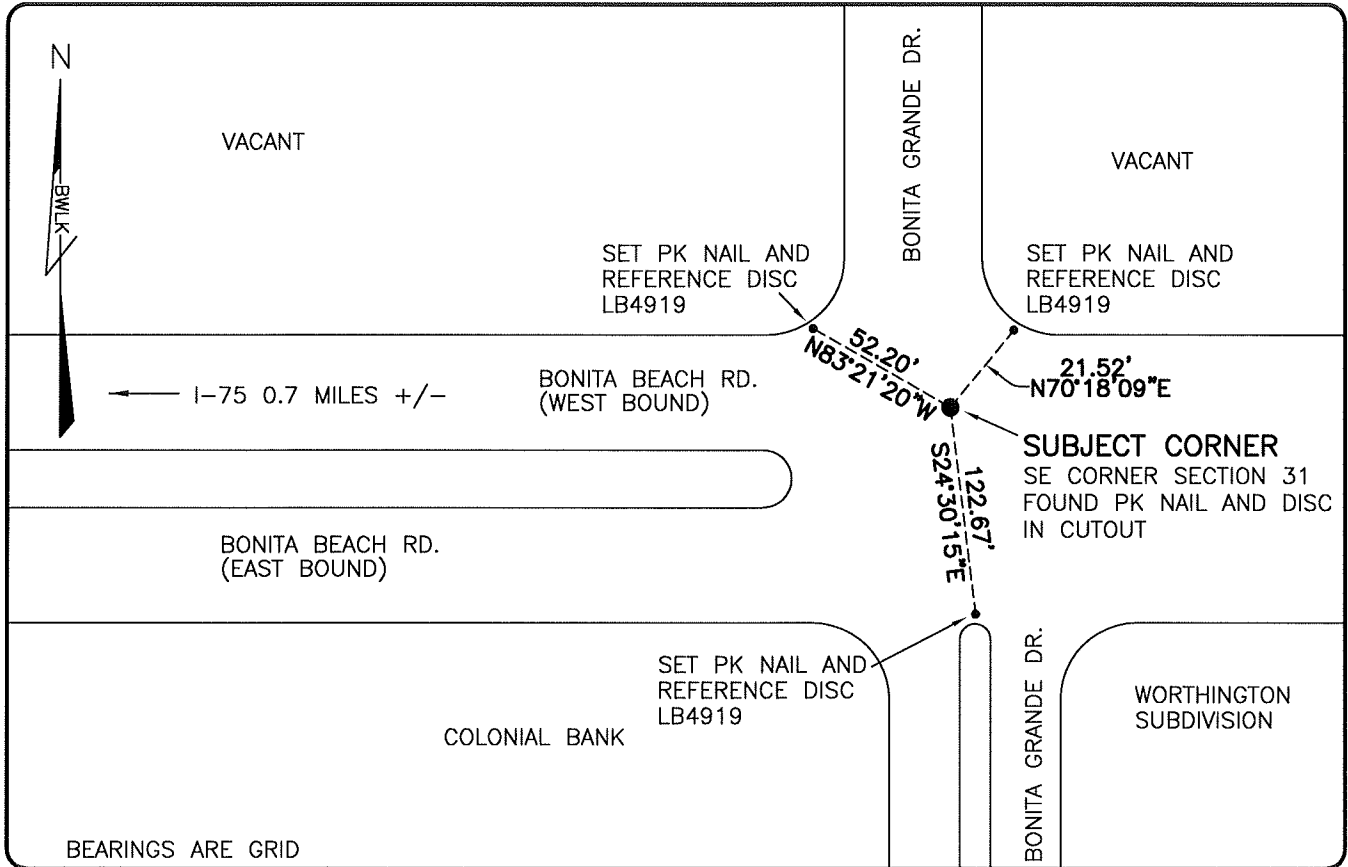 N
BWLK
VACANT
BONITA GRANDE DR.
VACANT
SET PK NAIL AND
REFERENCE DISC
LB4919
SET PK NAIL AND
REFERENCE DISC
LB4919
52.20'
N83°21'20"W
21.52'
N70°18'09"E
I-75 0.7 MILES +/-
BONITA BEACH RD.
(WEST BOUND)
SUBJECT CORNER
SE CORNER SECTION 31
FOUND PK NAIL AND DISC
IN CUTOUT
122.67'
S24°30'15"E
BONITA BEACH RD.
(EAST BOUND)
SET PK NAIL AND
REFERENCE DISC
LB4919
BONITA GRANDE DR.
WORTHINGTON
SUBDIVISION
COLONIAL BANK
BEARINGS ARE GRID